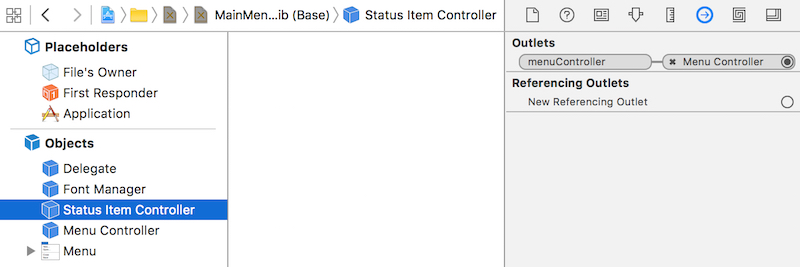 MainMen...ib (Base) Status Item Controller
Placeholders
File's Owner
First Responder
Application
Objects
Delegate
Font Manager
Status Item Controller
Menu Controller
Menu
Outlets
menuController Menu Controller
Referencing Outlets
New Referencing Outlet